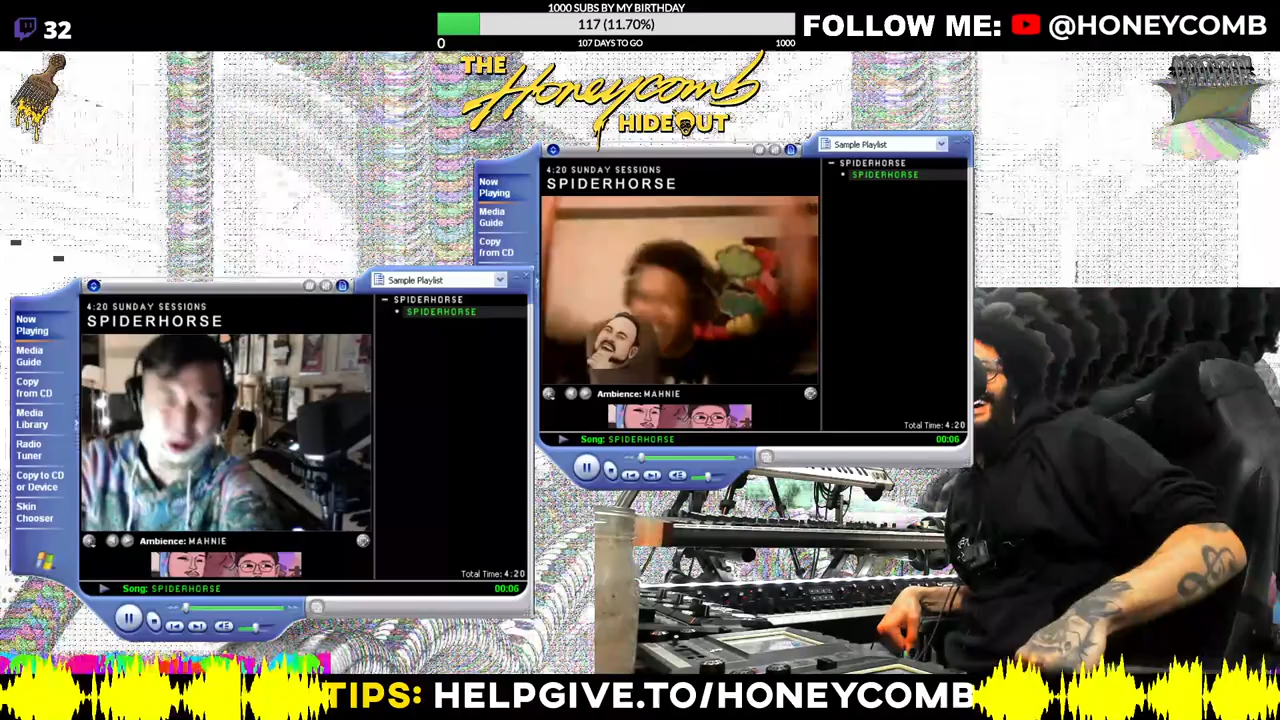 32
1000 SUBS BY MY BIRTHDAY
117 (11.70%)
0
107 DAYS TO GO
1000
FOLLOW ME: @HONEYCOMB
THE
Honeycomb
HIDEOUT
Sample Playlist
4:20 SUNDAY SESSIONS
SPIDERHORSE
SPIDERHORSE
SPIDERHORSE
Now
Playing
Media
Guide
Copy
from CD
Ambience: MAHNIE
Total Time: 4:20
Song: SPIDERHORSE
00:06
Sample Playlist
4:20 SUNDAY SESSIONS
SPIDERHORSE
SPIDERHORSE
SPIDERHORSE
Now
Playing
Media
Guide
Copy
from CD
Media
Library
Radio
Tuner
Copy to CD
or Device
Skin
Chooser
Ambience: MAHNIE
Total Time: 4:20
Song: SPIDERHORSE
00:06
TIPS: HELPGIVE.TO/HONEYCOMB